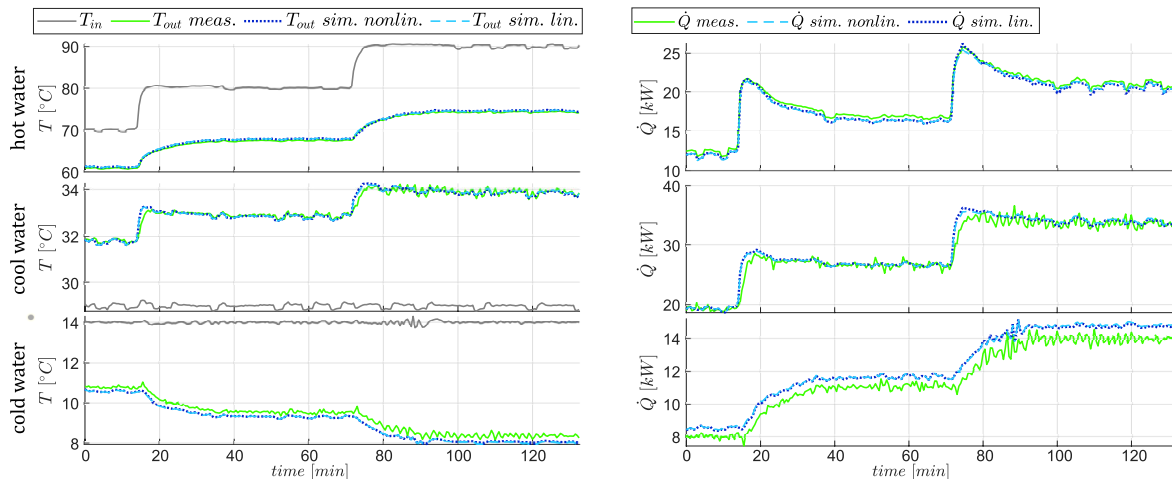 T_in T_out meas. T_out sim. nonlin. T_out sim. lin.
Q̇ meas. Q̇ sim. nonlin. Q̇ sim. lin.
hot water
T [°C]
90
80
70
60
cool water
T [°C]
34
32
cold water
T [°C]
14
12
10
8
0 20 40 60 80 100 120
time [min]
Q̇ [kW]
25
20
15
10
Q̇ [kW]
40
30
20
Q̇ [kW]
14
12
10
8
0 20 40 60 80 100 120
time [min]